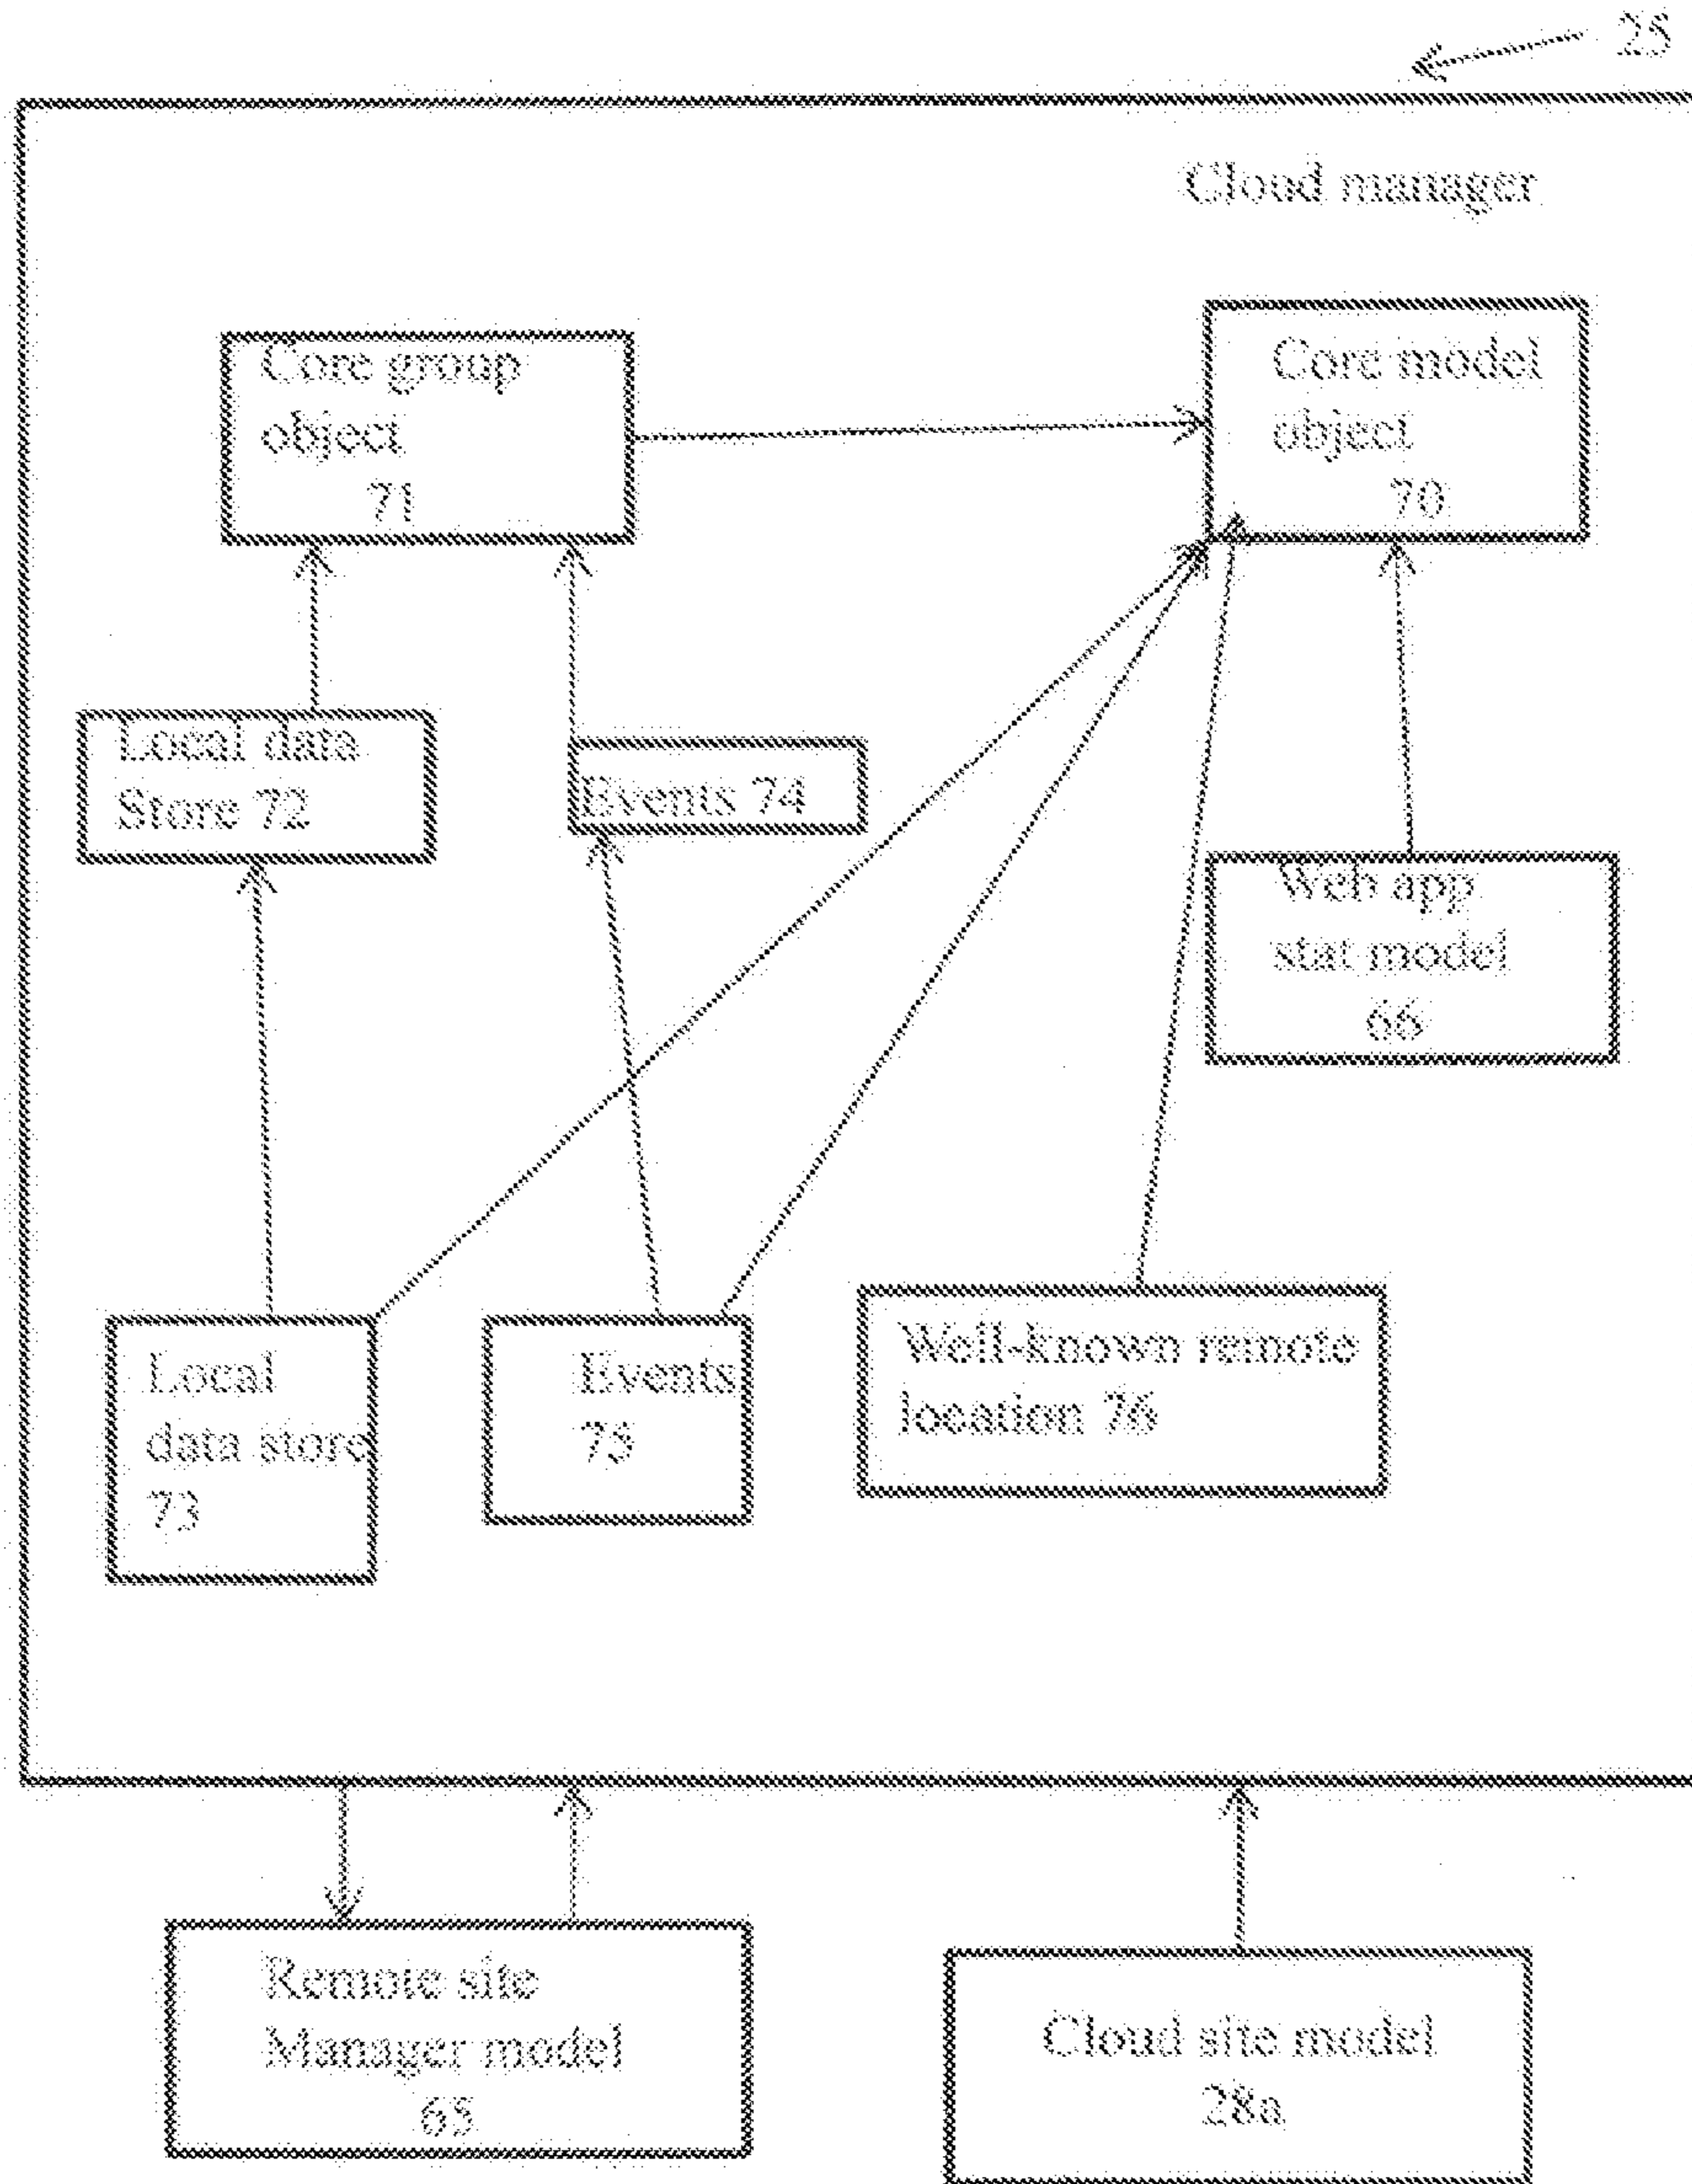 25
Cloud manager
Core group
object
71
Core model
object
70
Local data
Store 72
Events 74
Web app
stat model
66
Local
data store
73
Events
75
Well-known remote
location 76
Remote site
Manager model
65
Cloud site model
28a